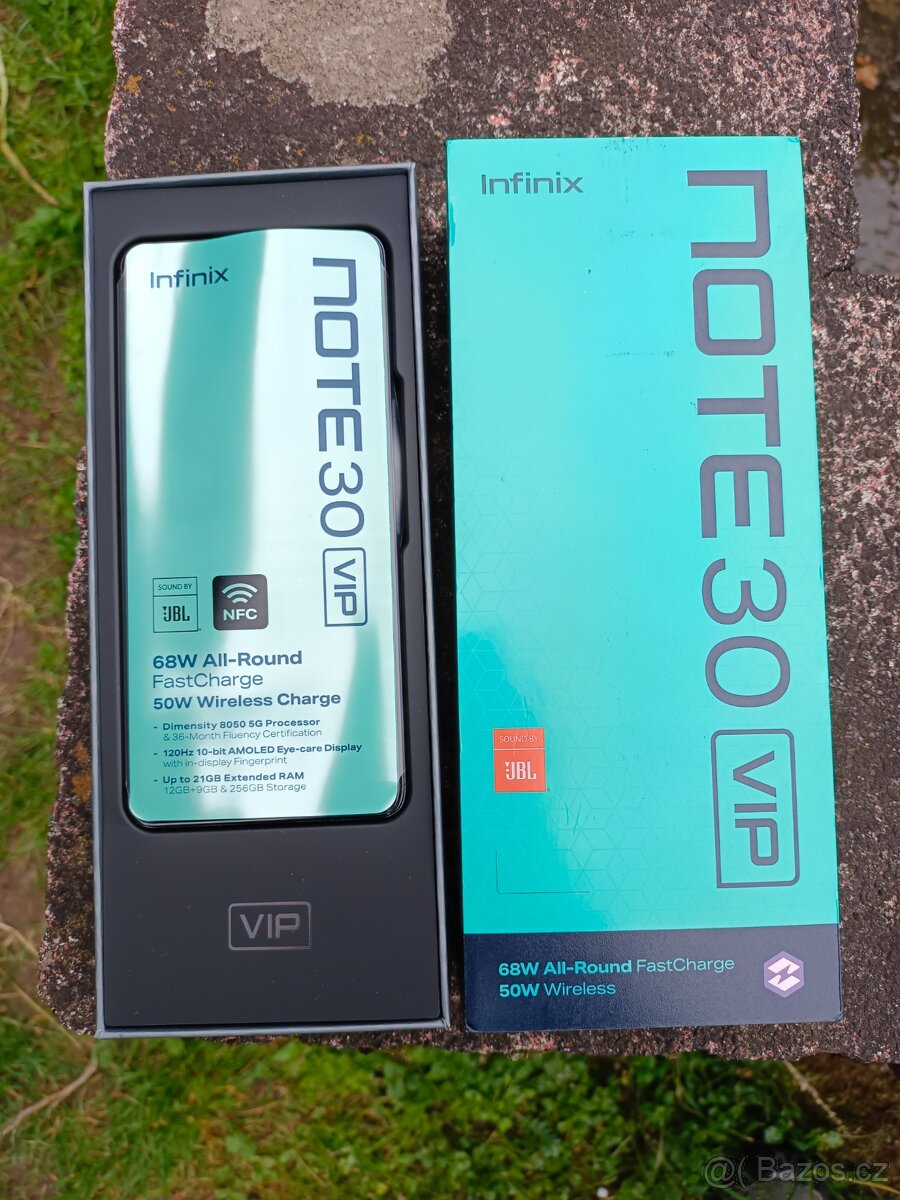 Infinix
NOTE 30 VIP
SOUND BY
JBL
NFC
68W All-Round
FastCharge
50W Wireless Charge
- Dimensity 8050 5G Processor
& 36-Month Fluency Certification
- 120Hz 10-bit AMOLED Eye-care Display
with in-display Fingerprint
- Up to 21GB Extended RAM
12GB+9GB & 256GB Storage
VIP
Infinix
NOTE 30 VIP
SOUND BY
JBL
68W All-Round FastCharge
50W Wireless
@( Bazos.cz